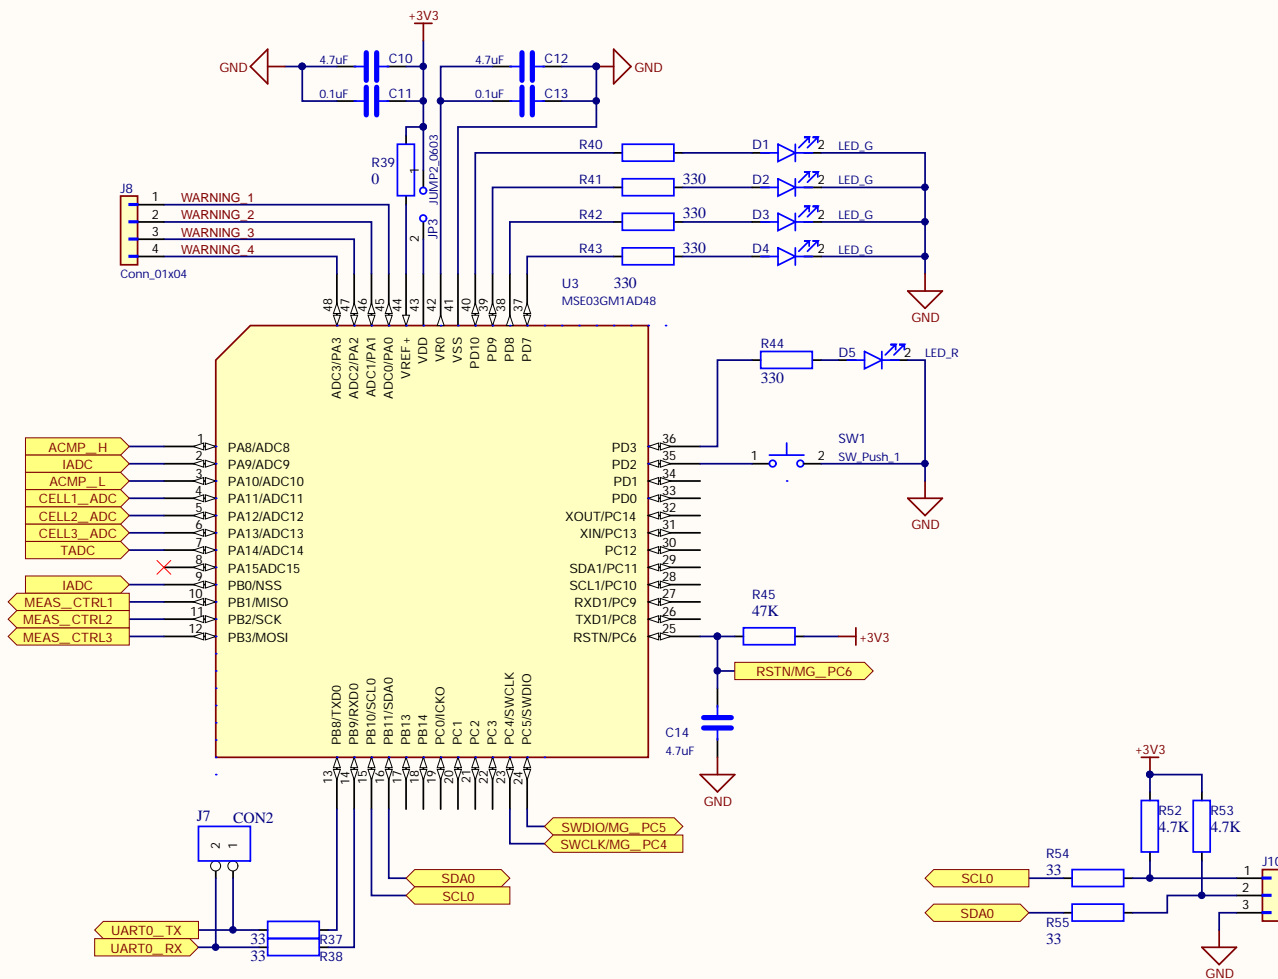 +3V3
GND
4.7uF
C10
4.7uF
C12
GND
0.1uF
C11
0.1uF
C13
R39
0
1
JUMP2_0603
2
JP3
R40
D1
2
LED_G
R41
330
D2
2
LED_G
R42
330
D3
2
LED_G
R43
330
D4
2
LED_G
J8
1
WARNING_1
2
WARNING_2
3
WARNING_3
4
WARNING_4
Conn_01x04
U3
330
MSE03GM1AD48
GND
48
47
46
45
44
43
42
41
40
39
38
37
ADC3/PA3
ADC2/PA2
ADC1/PA1
ADC0/PA0
VREF+
VDD
VR0
VSS
PD10
PD9
PD8
PD7
R44
330
D5
2
LED_R
SW1
1
2
SW_Push_1
GND
ACMP_H
1
PA8/ADC8
IADC
2
PA9/ADC9
ACMP_L
3
PA10/ADC10
CELL1_ADC
4
PA11/ADC11
CELL2_ADC
5
PA12/ADC12
CELL3_ADC
6
PA13/ADC13
TADC
7
PA14/ADC14
8
PA15ADC15
IADC
9
PB0/NSS
MEAS_CTRL1
10
PB1/MISO
MEAS_CTRL2
11
PB2/SCK
MEAS_CTRL3
12
PB3/MOSI
PD3
36
PD2
35
PD1
34
PD0
33
XOUT/PC14
32
XIN/PC13
31
PC12
30
SDA1/PC11
29
SCL1/PC10
28
RXD1/PC9
27
TXD1/PC8
26
RSTN/PC6
25
R45
47K
+3V3
RSTN/MG_PC6
C14
4.7uF
GND
PB8/TXD0
PB9/RXD0
PB10/SCL0
PB11/SDA0
PB13
PB14
PC0/ICKO
PC1
PC2
PC3
PC4/SWCLK
PC5/SWDIO
13
14
15
16
17
18
19
20
21
22
23
24
J7
CON2
2
1
SWDIO/MG_PC5
SWCLK/MG_PC4
SDA0
SCL0
UART0_TX
33
R37
UART0_RX
33
R38
+3V3
R52
4.7K
R53
4.7K
R54
33
SCL0
SDA0
R55
33
J10
1
2
3
GND